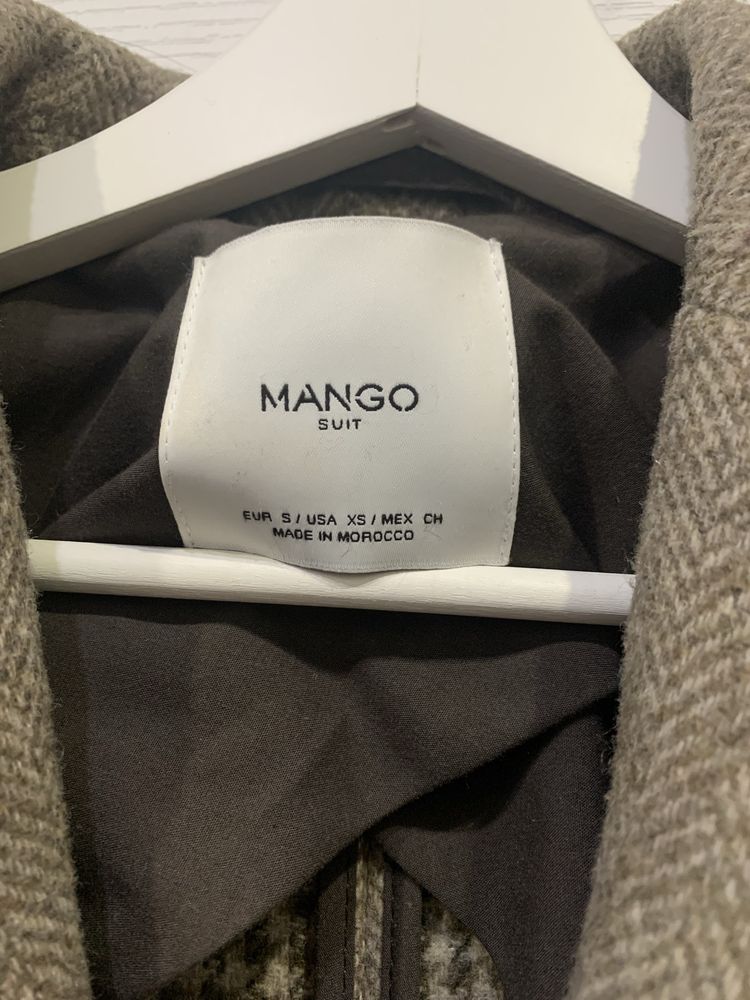 MANGO
SUIT
EUR S / USA XS / MEX CH
MADE IN MOROCCO